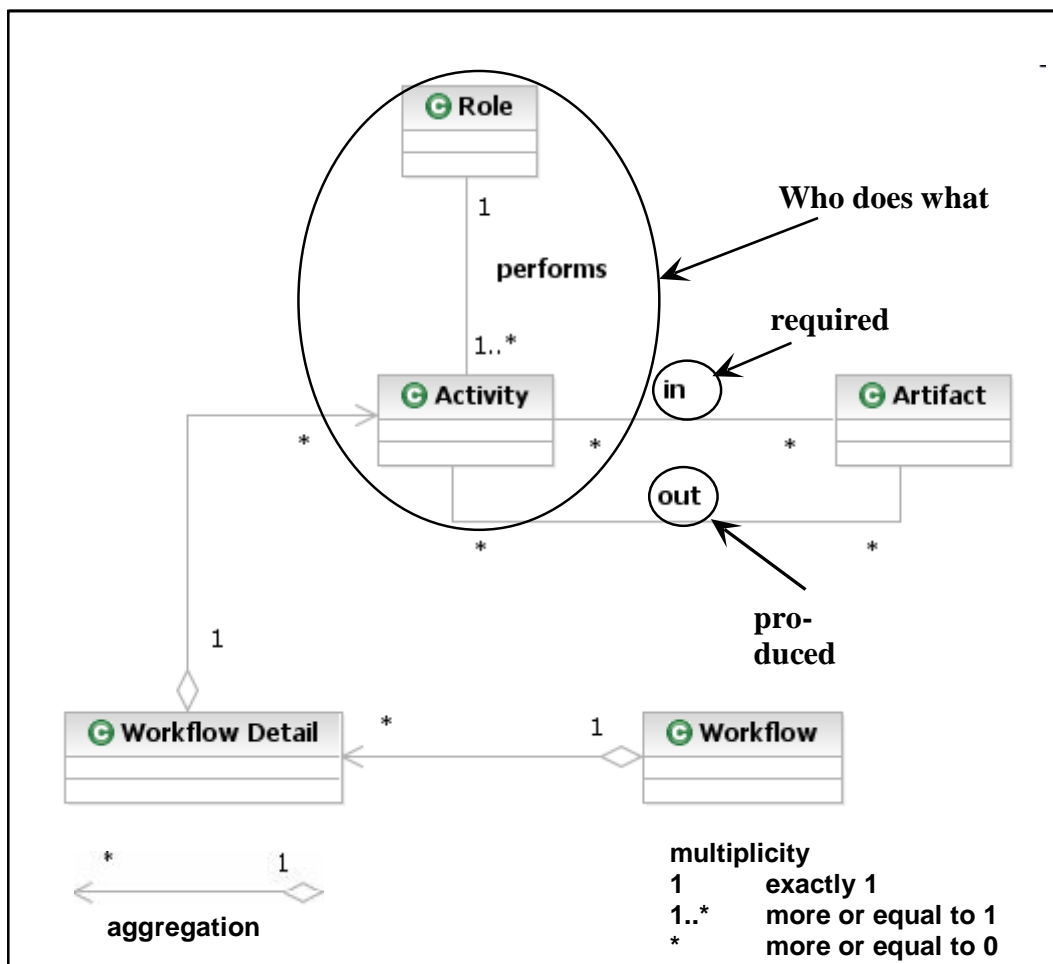 Role
1
Who does what
performs
required
1..*
Activity
in
Artifact
*
*
*
out
*
*
pro-
duced
1
Workflow Detail
*
1
Workflow
*
1
aggregation
multiplicity
1 exactly 1
1..* more or equal to 1
* more or equal to 0